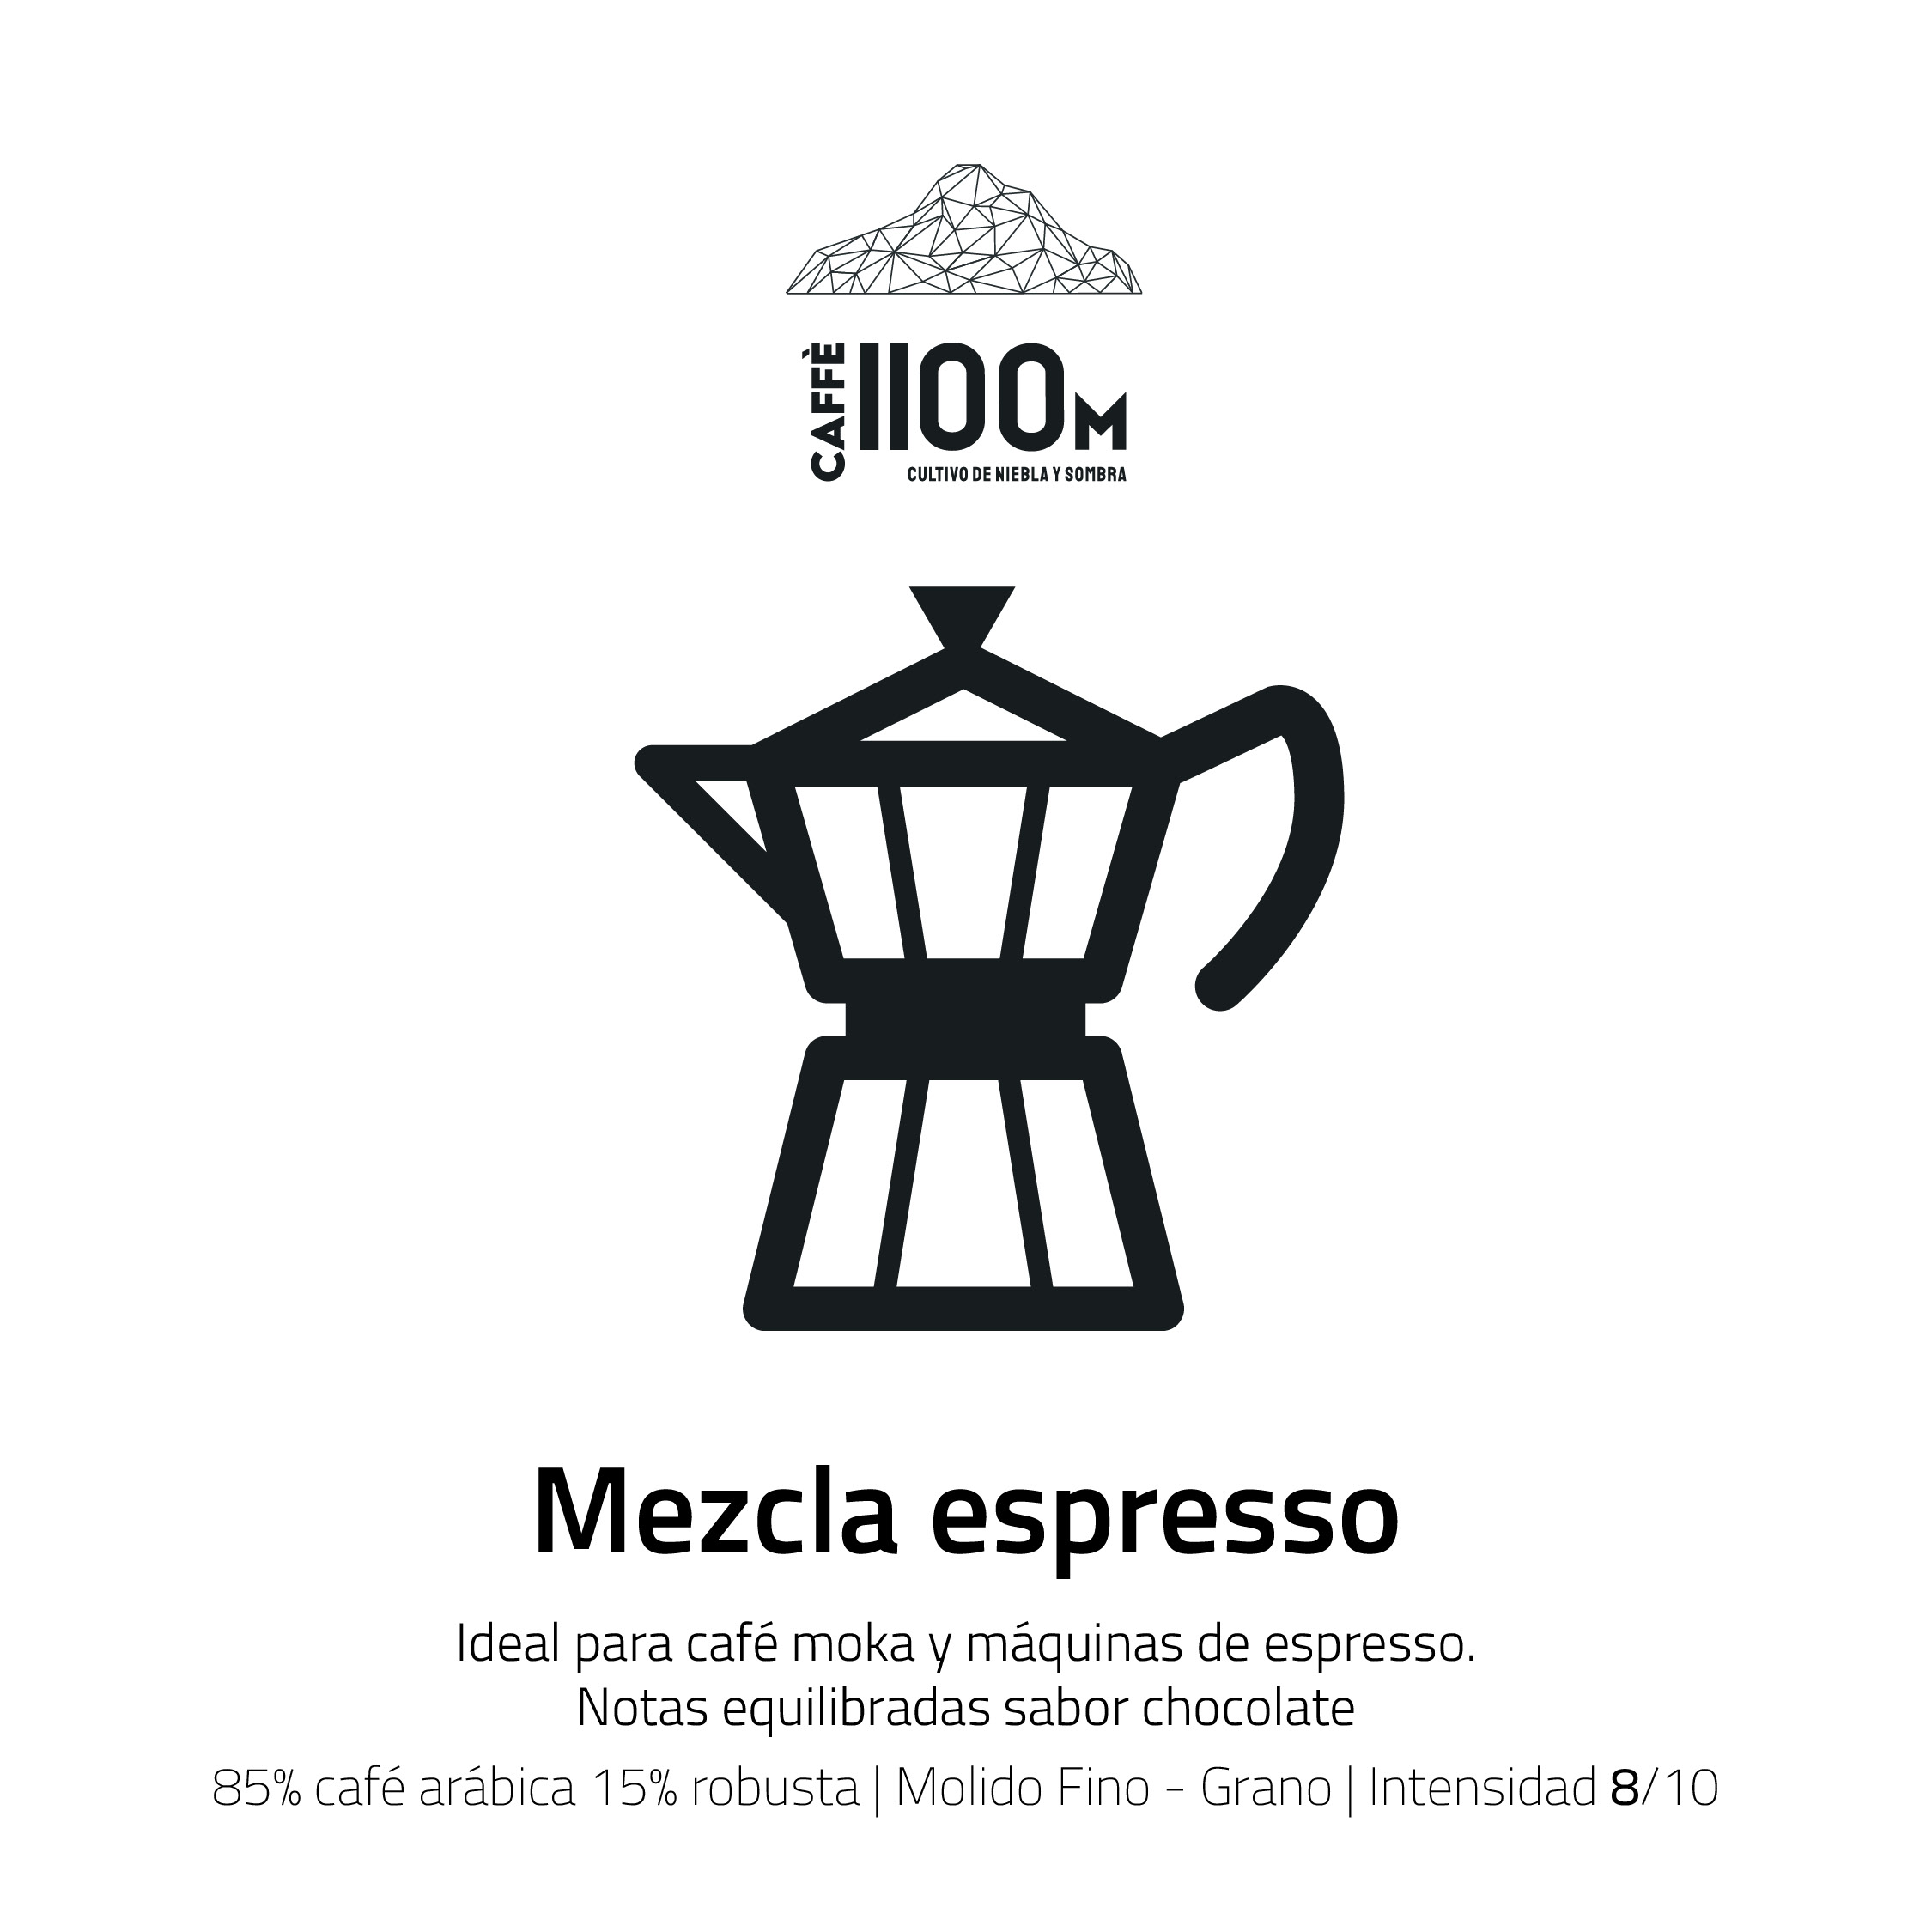 CAFFÈ
1100M
CULTIVO DE NIEBLA Y SOMBRA
Mezcla espresso
Ideal para café moka y máquinas de espresso.
Notas equilibradas sabor chocolate
85% café arábica 15% robusta | Molido Fino - Grano | Intensidad 8/10